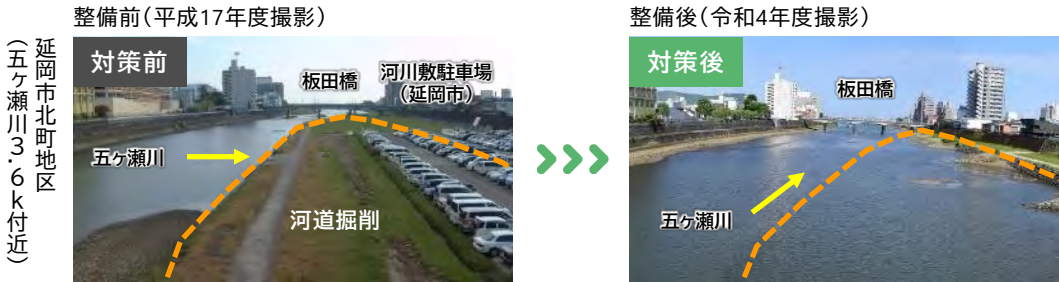 延岡市北町地区
（五ヶ瀬川３．６ｋ付近）
整備前（平成17年度撮影）
対策前
板田橋
河川敷駐車場
（延岡市）
五ヶ瀬川
河道掘削
整備後（令和4年度撮影）
対策後
板田橋
五ヶ瀬川